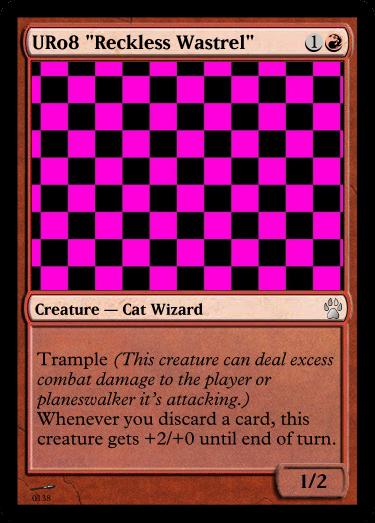 URo8 "Reckless Wastrel" 1
Creature — Cat Wizard
Trample (This creature can deal excess
combat damage to the player or
planeswalker it's attacking.)
Whenever you discard a card, this
creature gets +2/+0 until end of turn.
1/2
0138